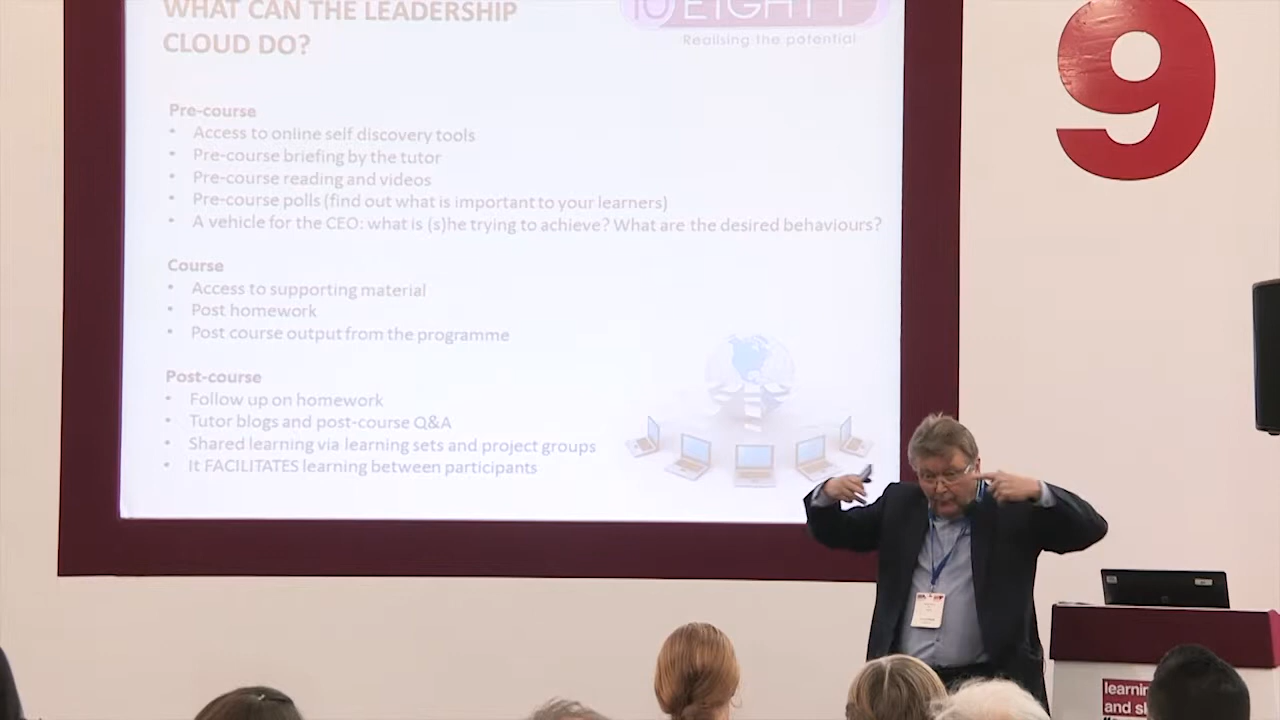 WHAT CAN THE LEADERSHIP
CLOUD DO?
10 EIGHTY
Realising the potential
9
Pre-course
• Access to online self discovery tools
• Pre-course briefing by the tutor
• Pre-course reading and videos
• Pre-course polls (find out what is important to your learners)
• A vehicle for the CEO: what is (s)he trying to achieve? What are the desired behaviours?
Course
• Access to supporting material
• Post homework
• Post course output from the programme
Post-course
• Follow up on homework
• Tutor blogs and post-course Q&A
• Shared learning via learning sets and project groups
• It FACILITATES learning between participants
learnin
and sk